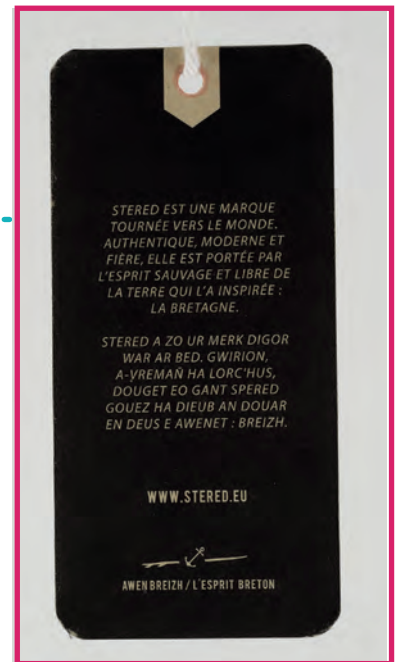 STERED EST UNE MARQUE
TOURNÉE VERS LE MONDE.
AUTHENTIQUE, MODERNE ET
FIÈRE, ELLE EST PORTÉE PAR
L'ESPRIT SAUVAGE ET LIBRE DE
LA TERRE QUI L'A INSPIRÉE :
LA BRETAGNE.
STERED A ZO UR MERK DIGOR
WAR AR BED. GWIRION,
A-VREMAÑ HA LORC'HUS,
DOUGET EO GANT SPERED
GOUEZ HA DIEUB AN DOUAR
EN DEUS E AWENET : BREIZH.
WWW.STERED.EU
AWEN BREIZH / L'ESPRIT BRETON